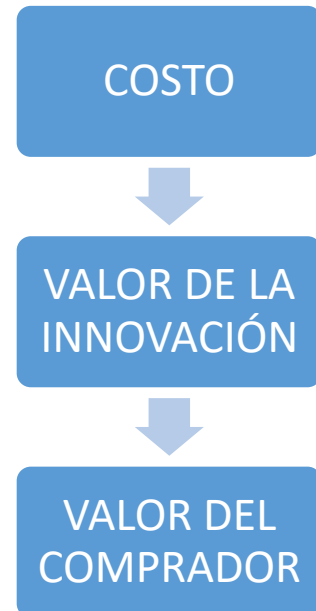 COSTO
VALOR DE LA
INNOVACIÓN
VALOR DEL
COMPRADOR